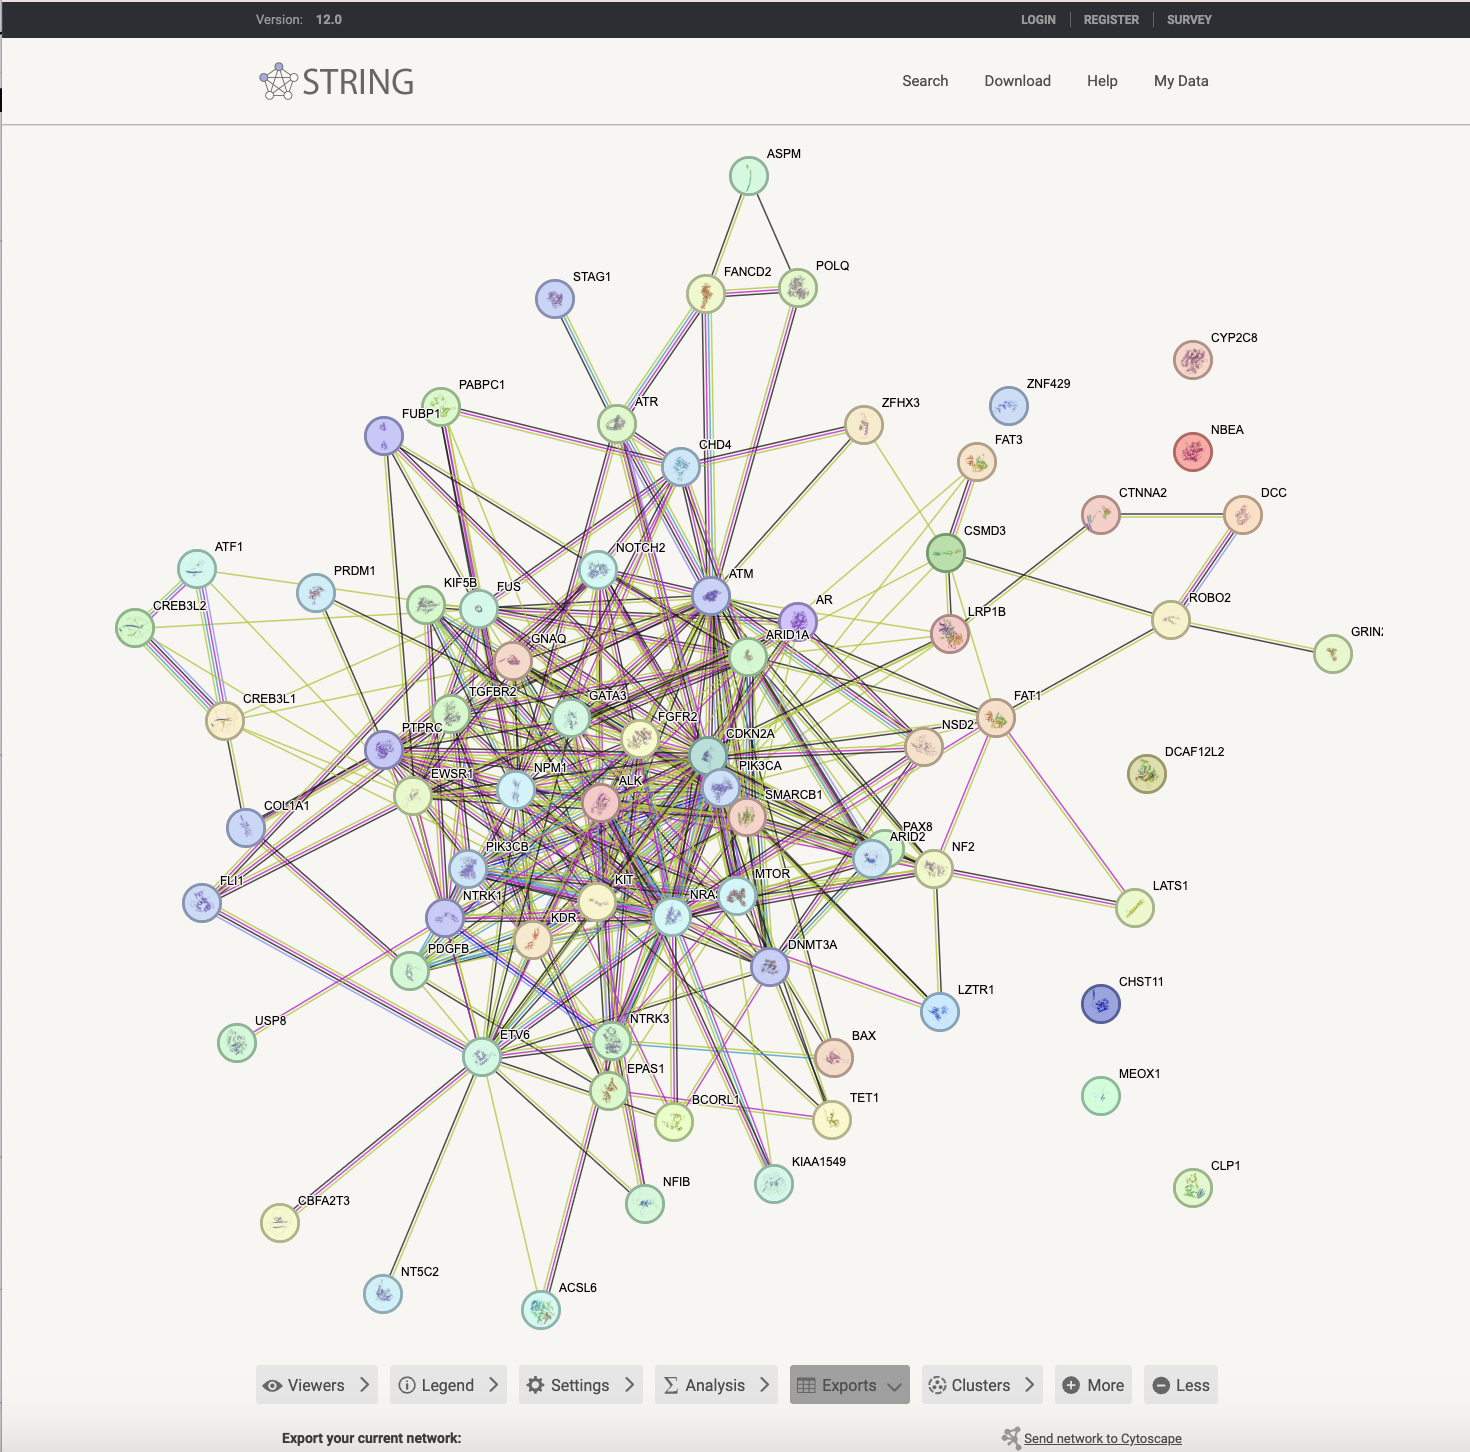 Version: 12.0
LOGIN REGISTER SURVEY
STRING
Search Download Help My Data
ASPM
FANCD2
POLQ
STAG1
CYP2C8
ZNF429
PABPC1
ATR
ZFHX3
FUBP1
NBEA
FAT3
CHD4
CTNNA2
DCC
CSMD3
ATF1
NOTCH2
PRDM1
ATM
KIF5B
FUS
ROBO2
AR
CREB3L2
LRP1B
GRIN
ARID1A
GNAQ
TGFBR2
GATA3
FAT1
CREB3L1
FGFR2
NSD2
PTPRC
CDKN2A
DCAF12L2
PIK3CA
EWSR1
NPM1
ALK
SMARCB1
COL1A1
PAX8
ARID2
PIK3CB
NF2
MTOR
KIT
FLI1
LATS1
NTRK1
NRAS
KDR
PDGFB
DNMT3A
CHST11
LZTR1
USP8
NTRK3
ETV6
BAX
EPAS1
MEOX1
BCORL1
TET1
KIAA1549
CLP1
NFIB
CBFA2T3
NT5C2
ACSL6
Viewers Legend Settings Analysis Exports Clusters More Less
Export your current network: Send network to Cytoscape